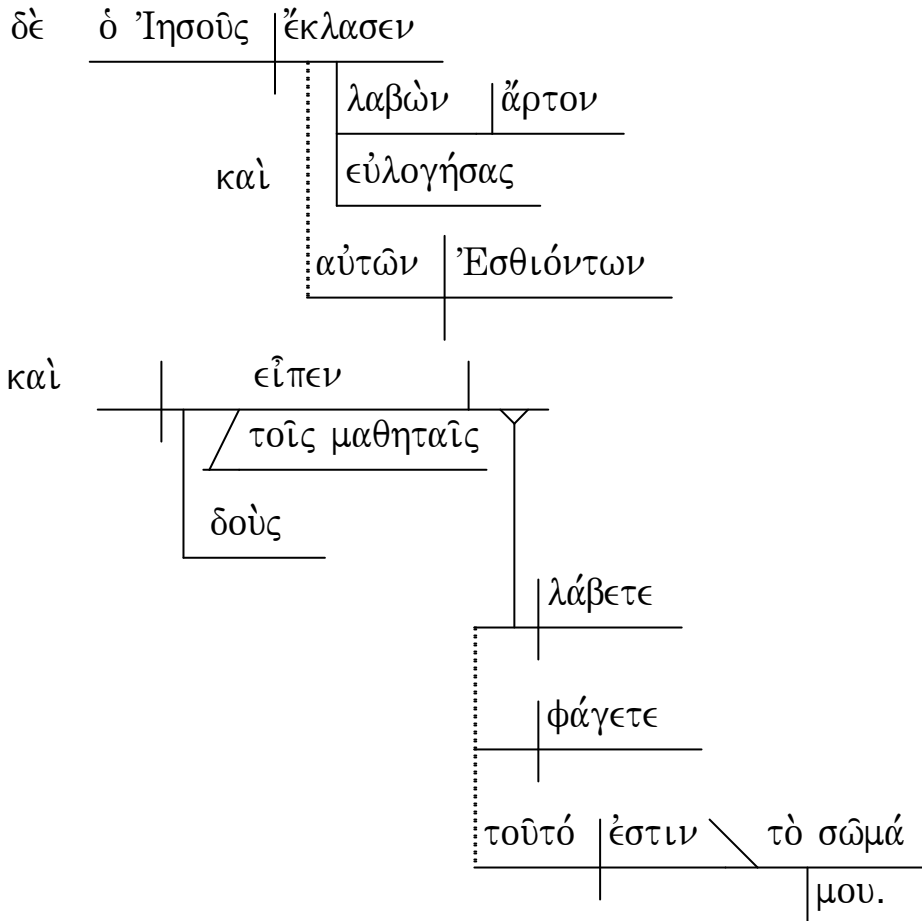 δὲ ὁ Ἰησοῦς ἔκλασεν
λαβὼν ἄρτον
καὶ εὐλογήσας
αὐτῶν Ἐσθιόντων
καὶ εἶπεν
τοῖς μαθηταῖς
δοὺς
λάβετε
φάγετε
τοῦτό ἐστιν τὸ σῶμά
μου.